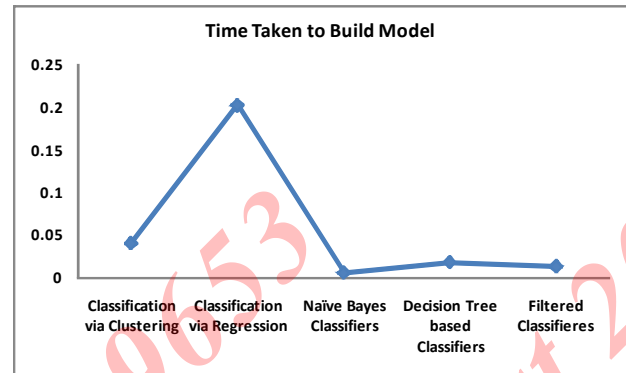 Time Taken to Build Model
0.25
0.2
0.15
0.1
0.05
0
Classification via Clustering
Classification via Regression
Naïve Bayes Classifiers
Decision Tree based Classifiers
Filtered Classifieres
9653